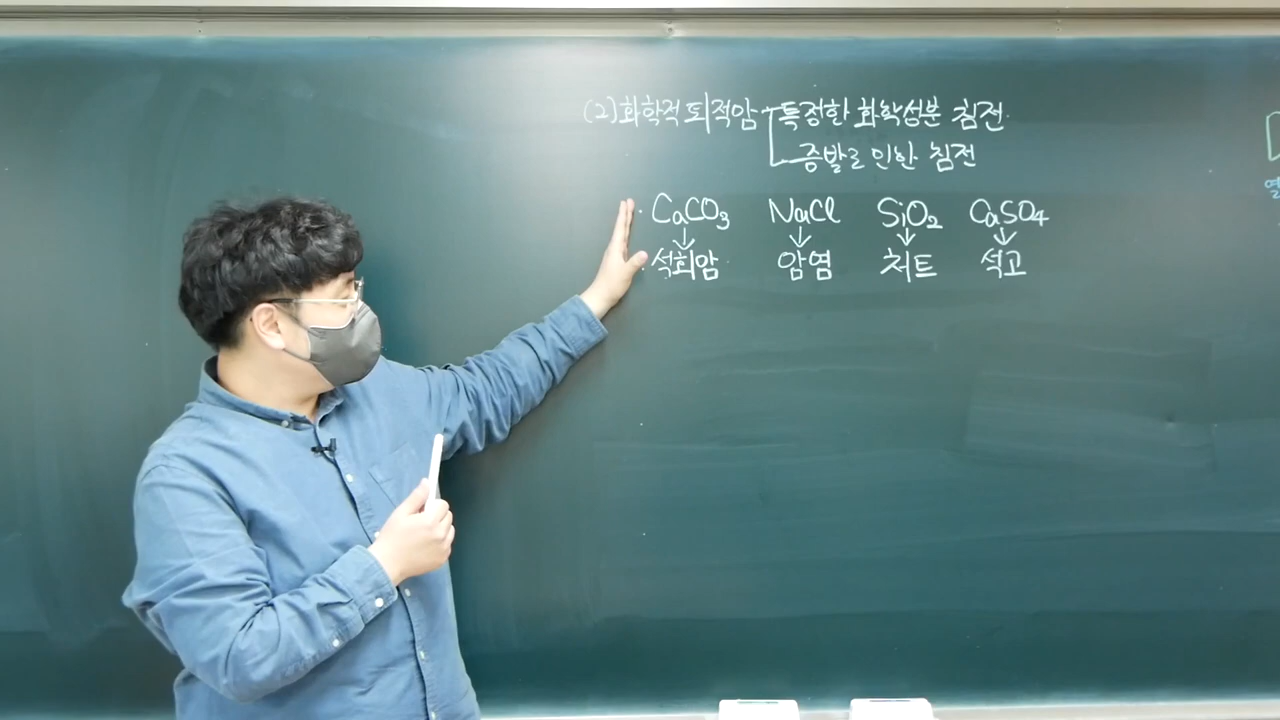 (2)화학적 퇴적암 특정한 화학성분 침전
증발로 인한 침전
CaCO3 NaCl SiO2 CaSO4
↓ ↓ ↓ ↓
석회암 암염 처트 석고
열